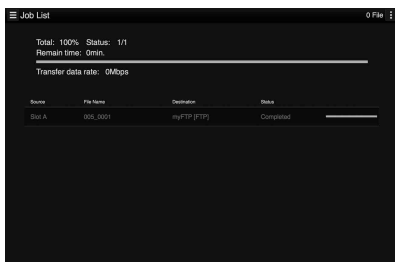 Job List 0 File
Total: 100% Status: 1/1
Remain time: 0min.
Transfer data rate: 0Mbps
Source File Name Destination Status
Slot A 005_0001 myFTP [FTP] Completed